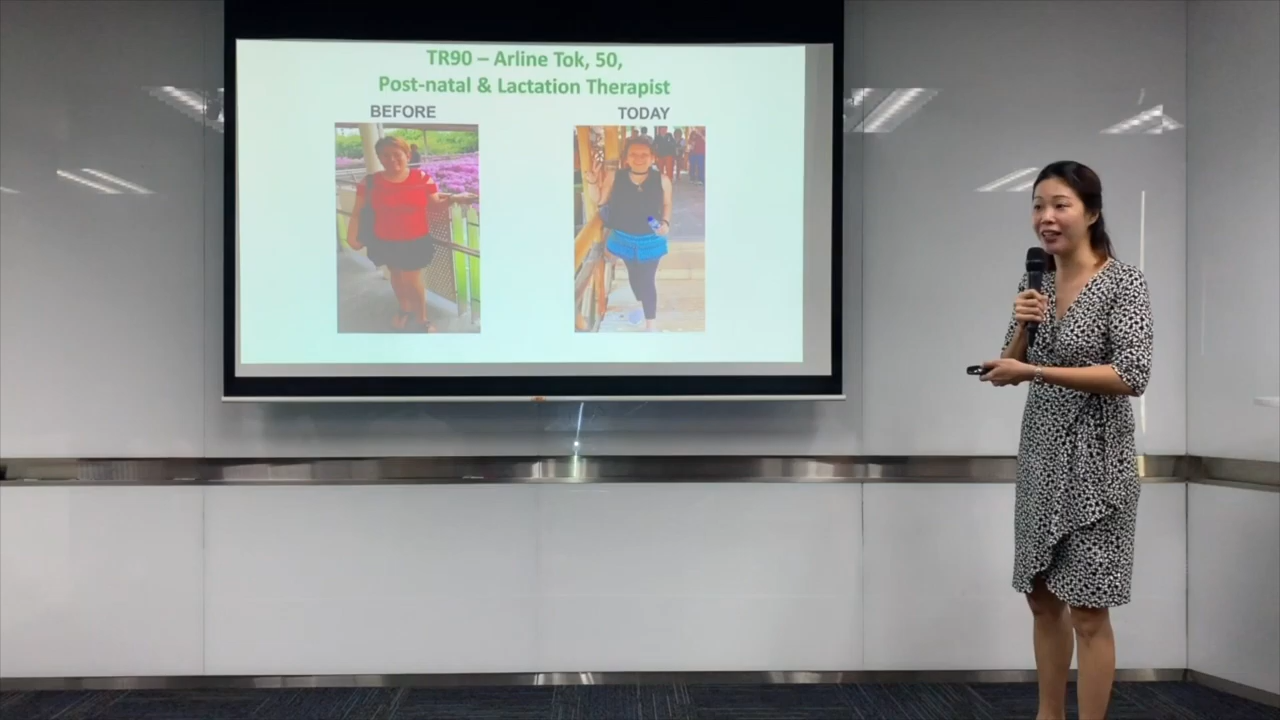 TR90 – Arline Tok, 50,
Post-natal & Lactation Therapist
BEFORE
TODAY